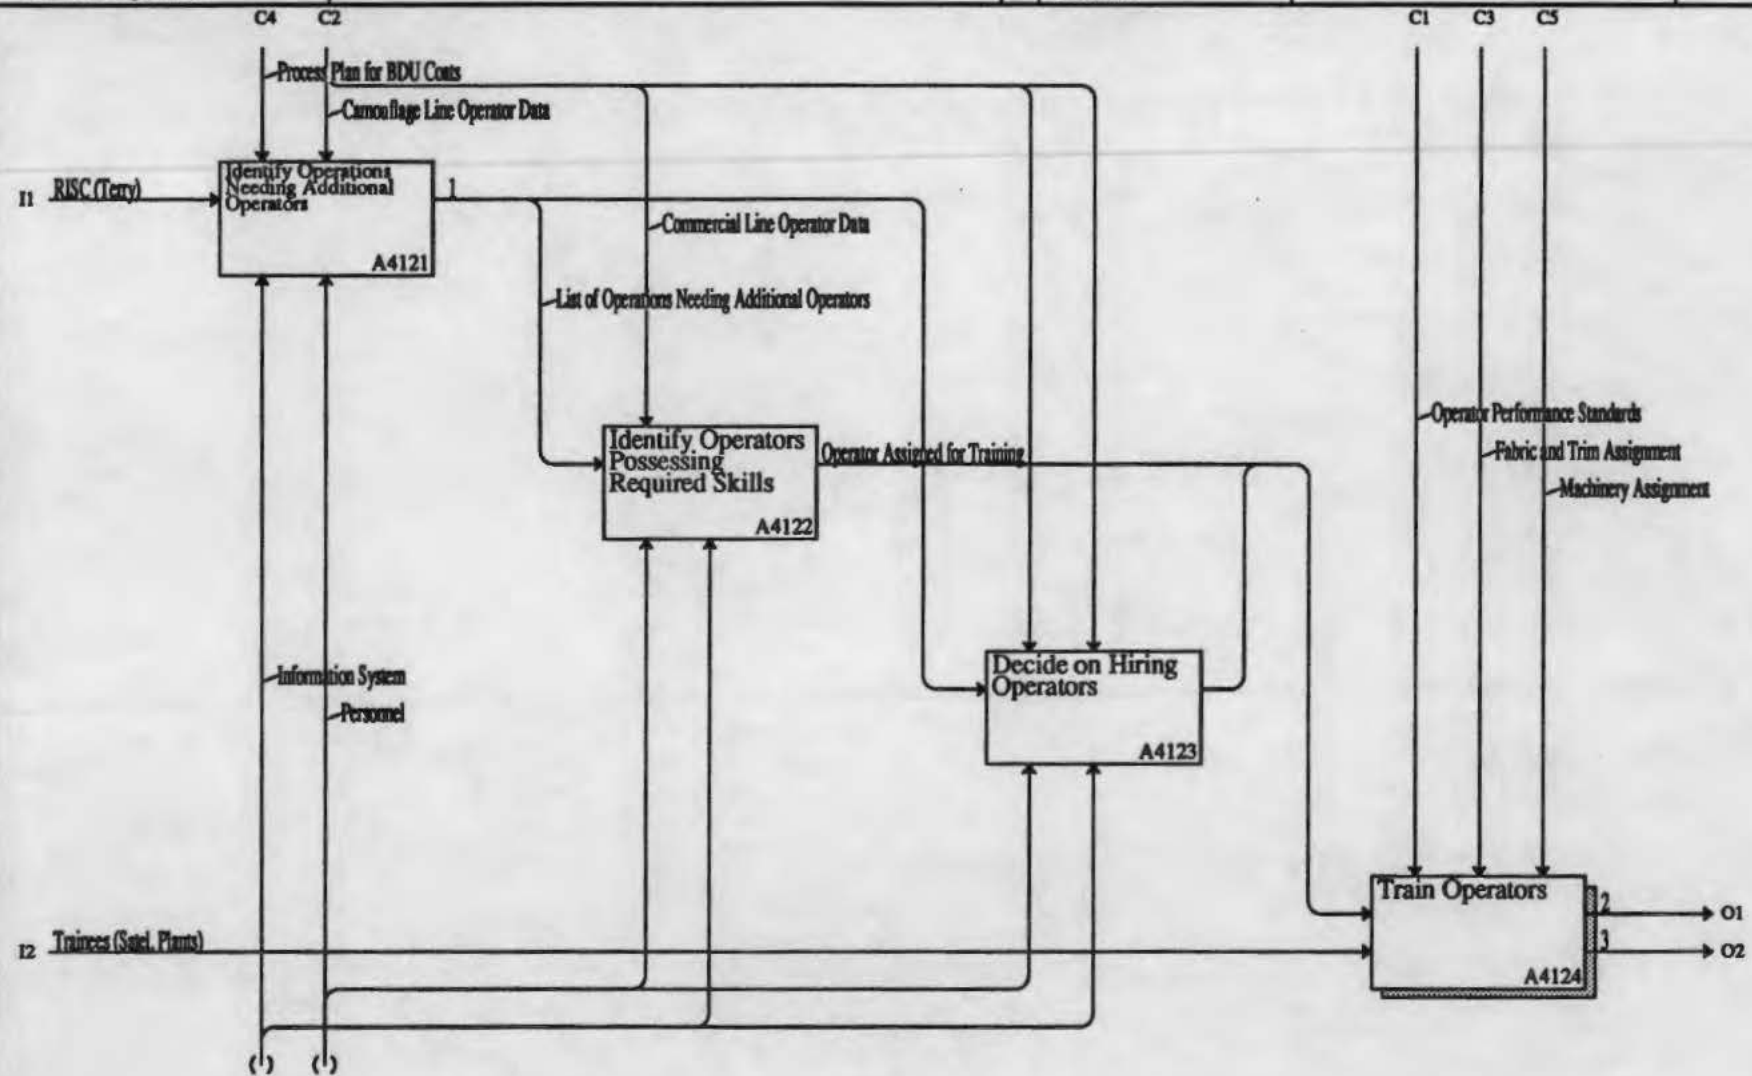 C4 C2 C1 C3 C5
Process Plan for BDU Coats
Camouflage Line Operator Data
I1 RISC (Terry)
Identify Operations
Needing Additional
Operators
A4121
1
Commercial Line Operator Data
List of Operations Needing Additional Operators
Operator Performance Standards
Fabric and Trim Assignment
Machinery Assignment
Identify Operators
Possessing
Required Skills
A4122
Operator Assigned for Training
Information System
Personnel
Decide on Hiring
Operators
A4123
Train Operators
A4124
2 O1
3 O2
I2 Trainees (Satel. Plants)
( ) ( )